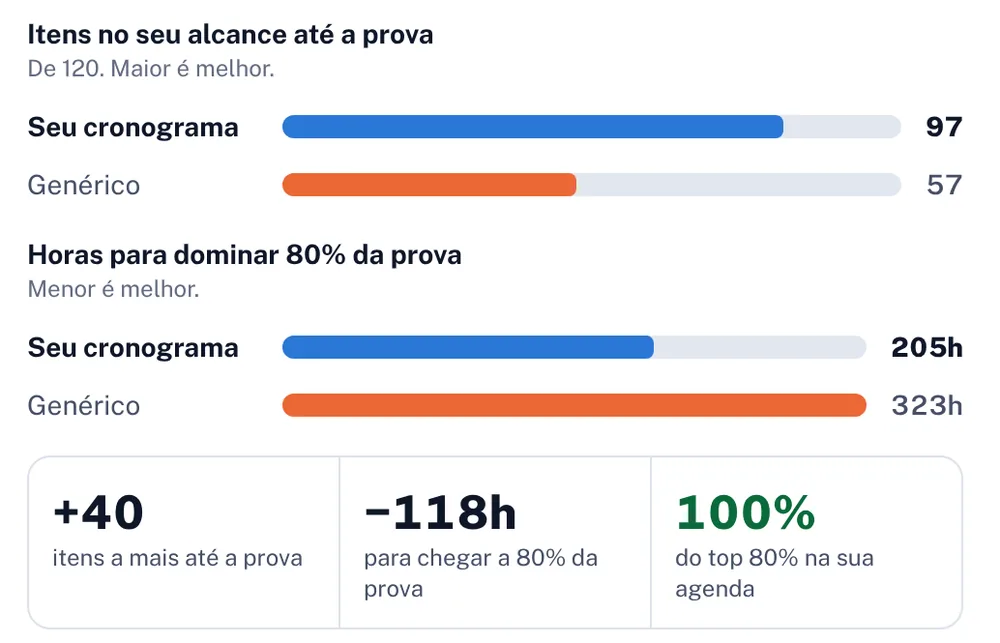 Itens no seu alcance até a prova
De 120. Maior é melhor.
Seu cronograma 97
Genérico 57
Horas para dominar 80% da prova
Menor é melhor.
Seu cronograma 205h
Genérico 323h
+40
itens a mais até a prova
−118h
para chegar a 80% da
prova
100%
do top 80% na sua
agenda